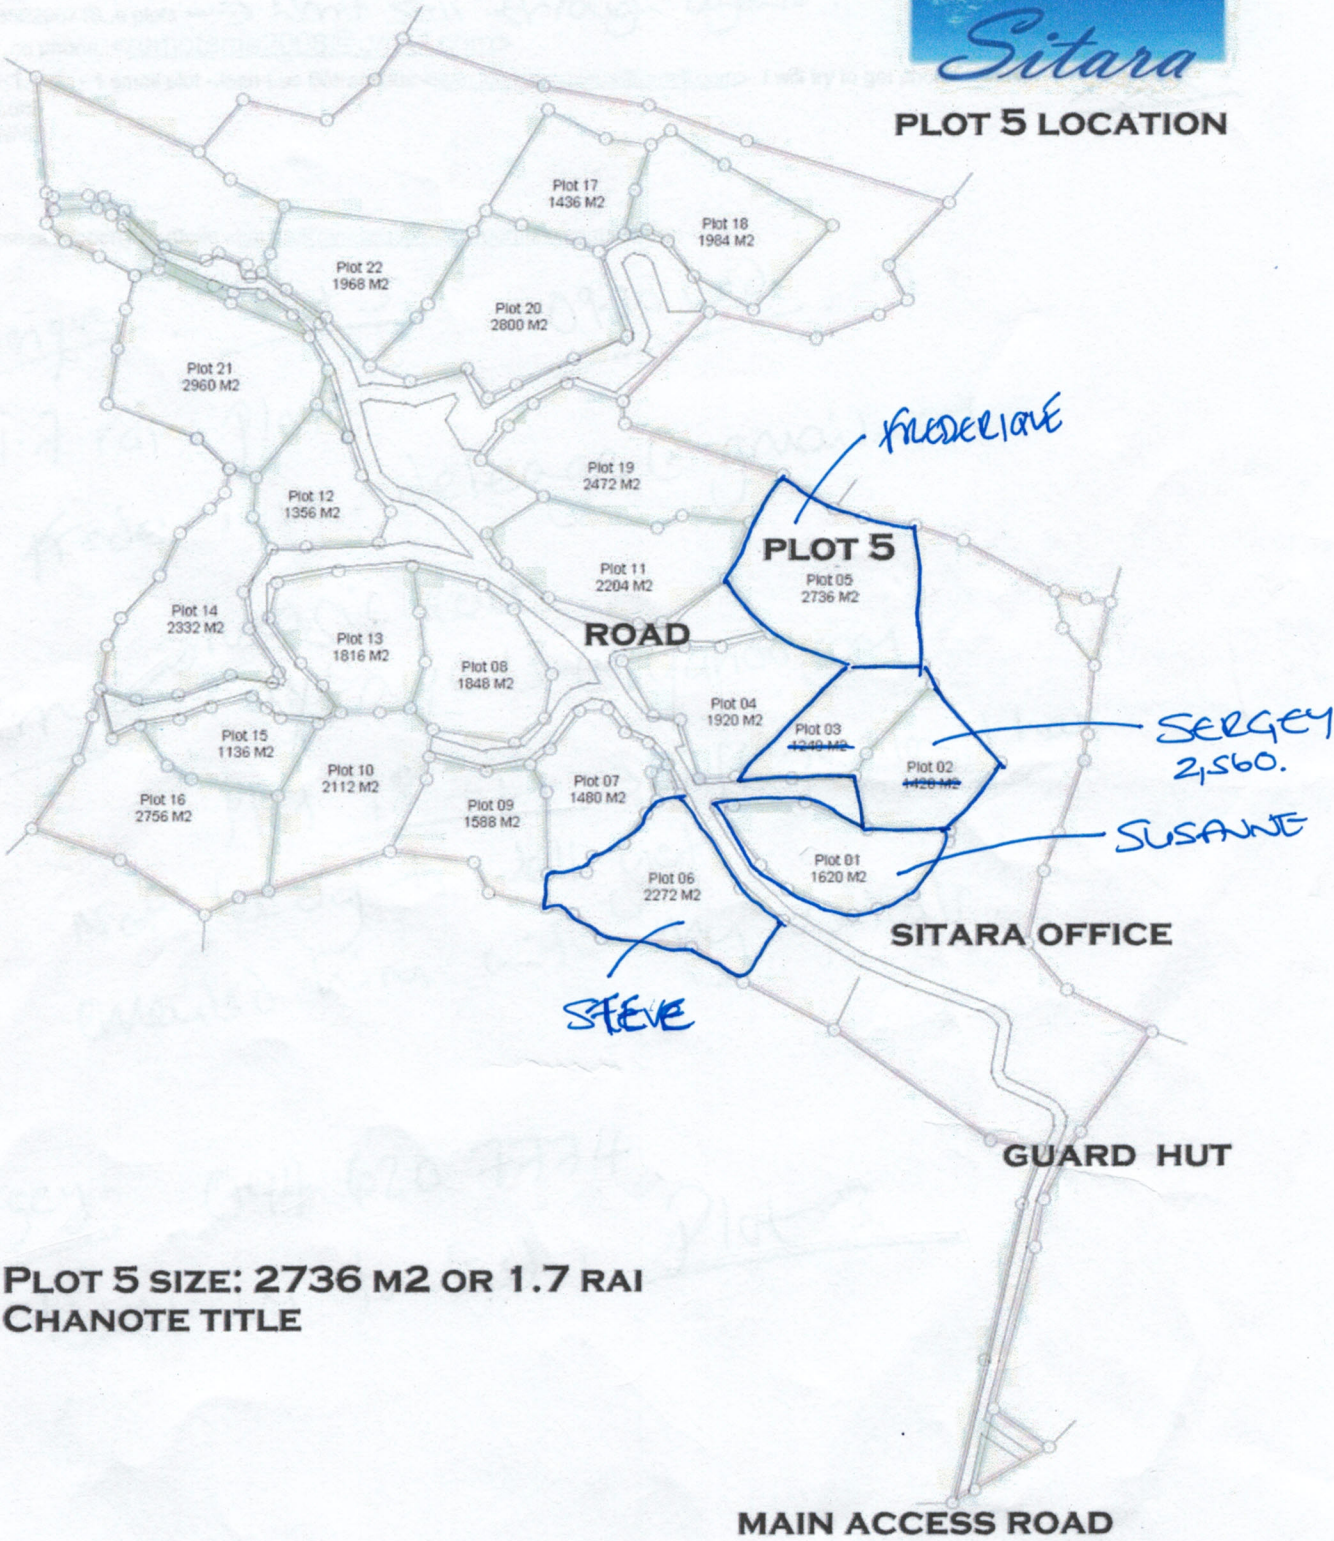 Sitara
PLOT 5 LOCATION
Plot 17
1436 M2
Plot 18
1984 M2
Plot 22
1968 M2
Plot 20
2800 M2
Plot 21
2960 M2
FREDERIQUE
Plot 19
2472 M2
Plot 12
1356 M2
PLOT 5
Plot 05
2736 M2
Plot 11
2204 M2
Plot 14
2332 M2
ROAD
Plot 13
1816 M2
Plot 08
1848 M2
Plot 04
1920 M2
Plot 03
1240 M2
SERGEY
2,560.
Plot 02
1428 M2
Plot 15
1136 M2
Plot 10
2112 M2
Plot 07
1480 M2
Plot 16
2756 M2
Plot 09
1588 M2
SUSANNE
Plot 01
1620 M2
Plot 06
2272 M2
SITARA OFFICE
STEVE
GUARD HUT
PLOT 5 SIZE: 2736 M2 OR 1.7 RAI
CHANOTE TITLE
MAIN ACCESS ROAD